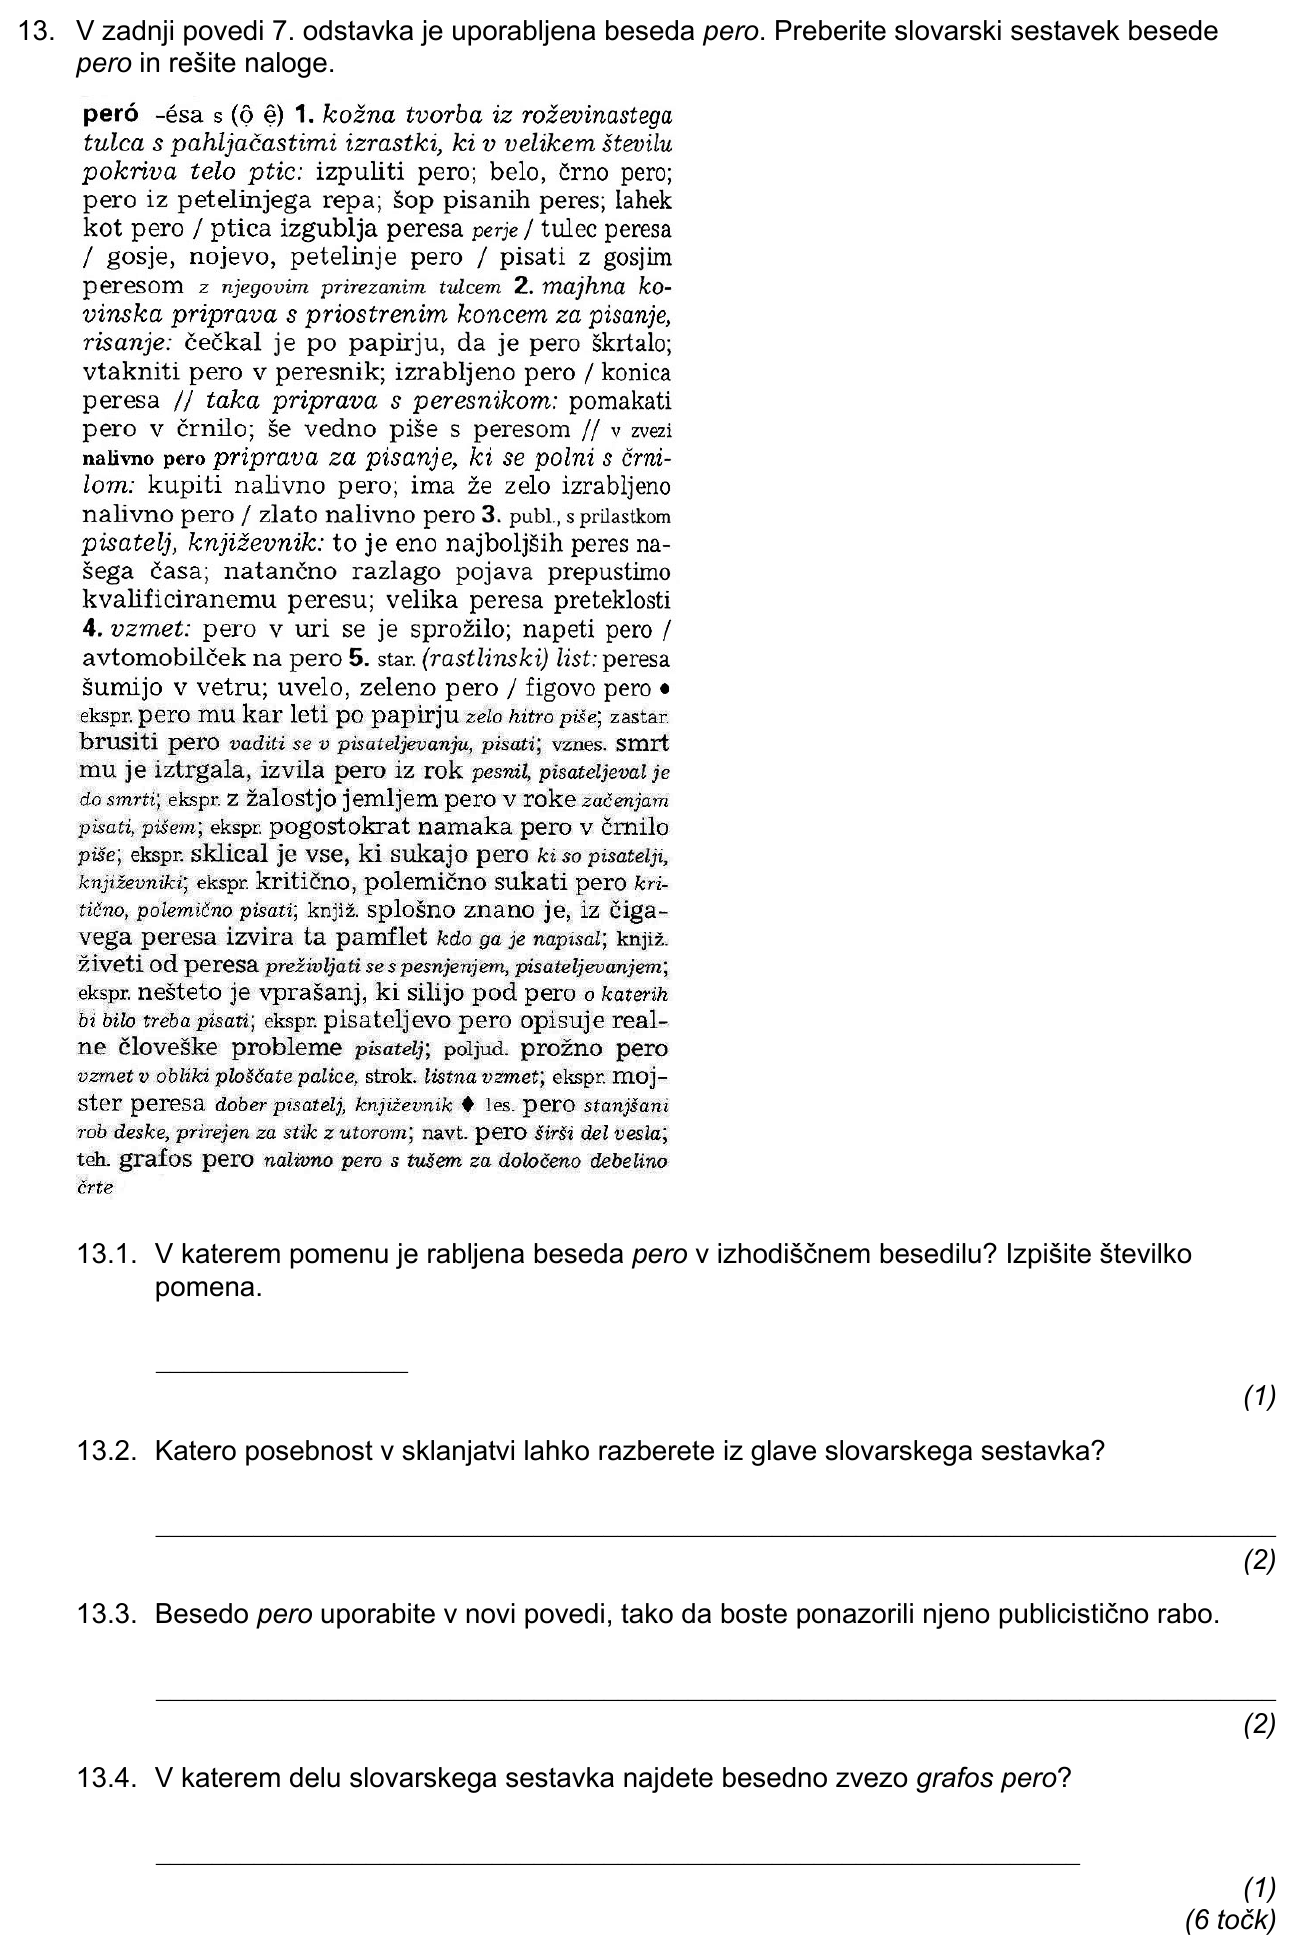 13. V zadnji povedi 7. odstavka je uporabljena beseda pero. Preberite slovarski sestavek besede
pero in rešite naloge.
peró -ésa s (ọ̑ ẹ̑) 1. kožna tvorba iz roževinastega
tulca s pahljačastimi izrastki, ki v velikem številu
pokriva telo ptic: izpuliti pero; belo, črno pero;
pero iz petelinjega repa; šop pisanih peres; lahek
kot pero / ptica izgublja peresa perje / tulec peresa
/ gosje, nojevo, petelinje pero / pisati z gosjim
peresom z njegovim prirezanim tulcem 2. majhna ko-
vinska priprava s priostrenim koncem za pisanje,
risanje: čečkal je po papirju, da je pero škrtalo;
vtakniti pero v peresnik; izrabljeno pero / konica
peresa // taka priprava s peresnikom: pomakati
pero v črnilo; še vedno piše s peresom // v zvezi
nalivno pero priprava za pisanje, ki se polni s črni-
lom: kupiti nalivno pero; ima že zelo izrabljeno
nalivno pero / zlato nalivno pero 3. publ., s prilastkom
pisatelj, književnik: to je eno najboljših peres na-
šega časa; natančno razlago pojava prepustimo
kvalificiranemu peresu; velika peresa preteklosti
4. vzmet: pero v uri se je sprožilo; napeti pero /
avtomobilček na pero 5. star. (rastlinski) list: peresa
šumijo v vetru; uvelo, zeleno pero / figovo pero ●
ekspr. pero mu kar leti po papirju zelo hitro piše; zastar.
brusiti pero vaditi se v pisateljevanju, pisati; vznes. smrt
mu je iztrgala, izvila pero iz rok pesnil, pisateljeval je
do smrti; ekspr. z žalostjo jemljem pero v roke začenjam
pisati, pišem; ekspr. pogostokrat namaka pero v črnilo
piše; ekspr. sklical je vse, ki sukajo pero ki so pisatelji,
književniki; ekspr. kritično, polemično sukati pero kri-
tično, polemično pisati; knjiž. splošno znano je, iz čiga-
vega peresa izvira ta pamflet kdo ga je napisal; knjiž.
živeti od peresa preživljati se s pesnjenjem, pisateljevanjem;
ekspr. nešteto je vprašanj, ki silijo pod pero o katerih
bi bilo treba pisati; ekspr. pisateljevo pero opisuje real-
ne človeške probleme pisatelj; poljud. prožno pero
vzmet v obliki ploščate palice, strok. listna vzmet; ekspr. moj-
ster peresa dober pisatelj, književnik ♦ les. pero stanjšani
rob deske, prirejen za stik z utorom; navt. pero širši del vesla;
teh. grafos pero nalivno pero s tušem za določeno debelino
črte
13.1. V katerem pomenu je rabljena beseda pero v izhodiščnem besedilu? Izpišite številko
pomena.
(1)
13.2. Katero posebnost v sklanjatvi lahko razberete iz glave slovarskega sestavka?
(2)
13.3. Besedo pero uporabite v novi povedi, tako da boste ponazorili njeno publicistično rabo.
(2)
13.4. V katerem delu slovarskega sestavka najdete besedno zvezo grafos pero?
(1)
(6 točk)